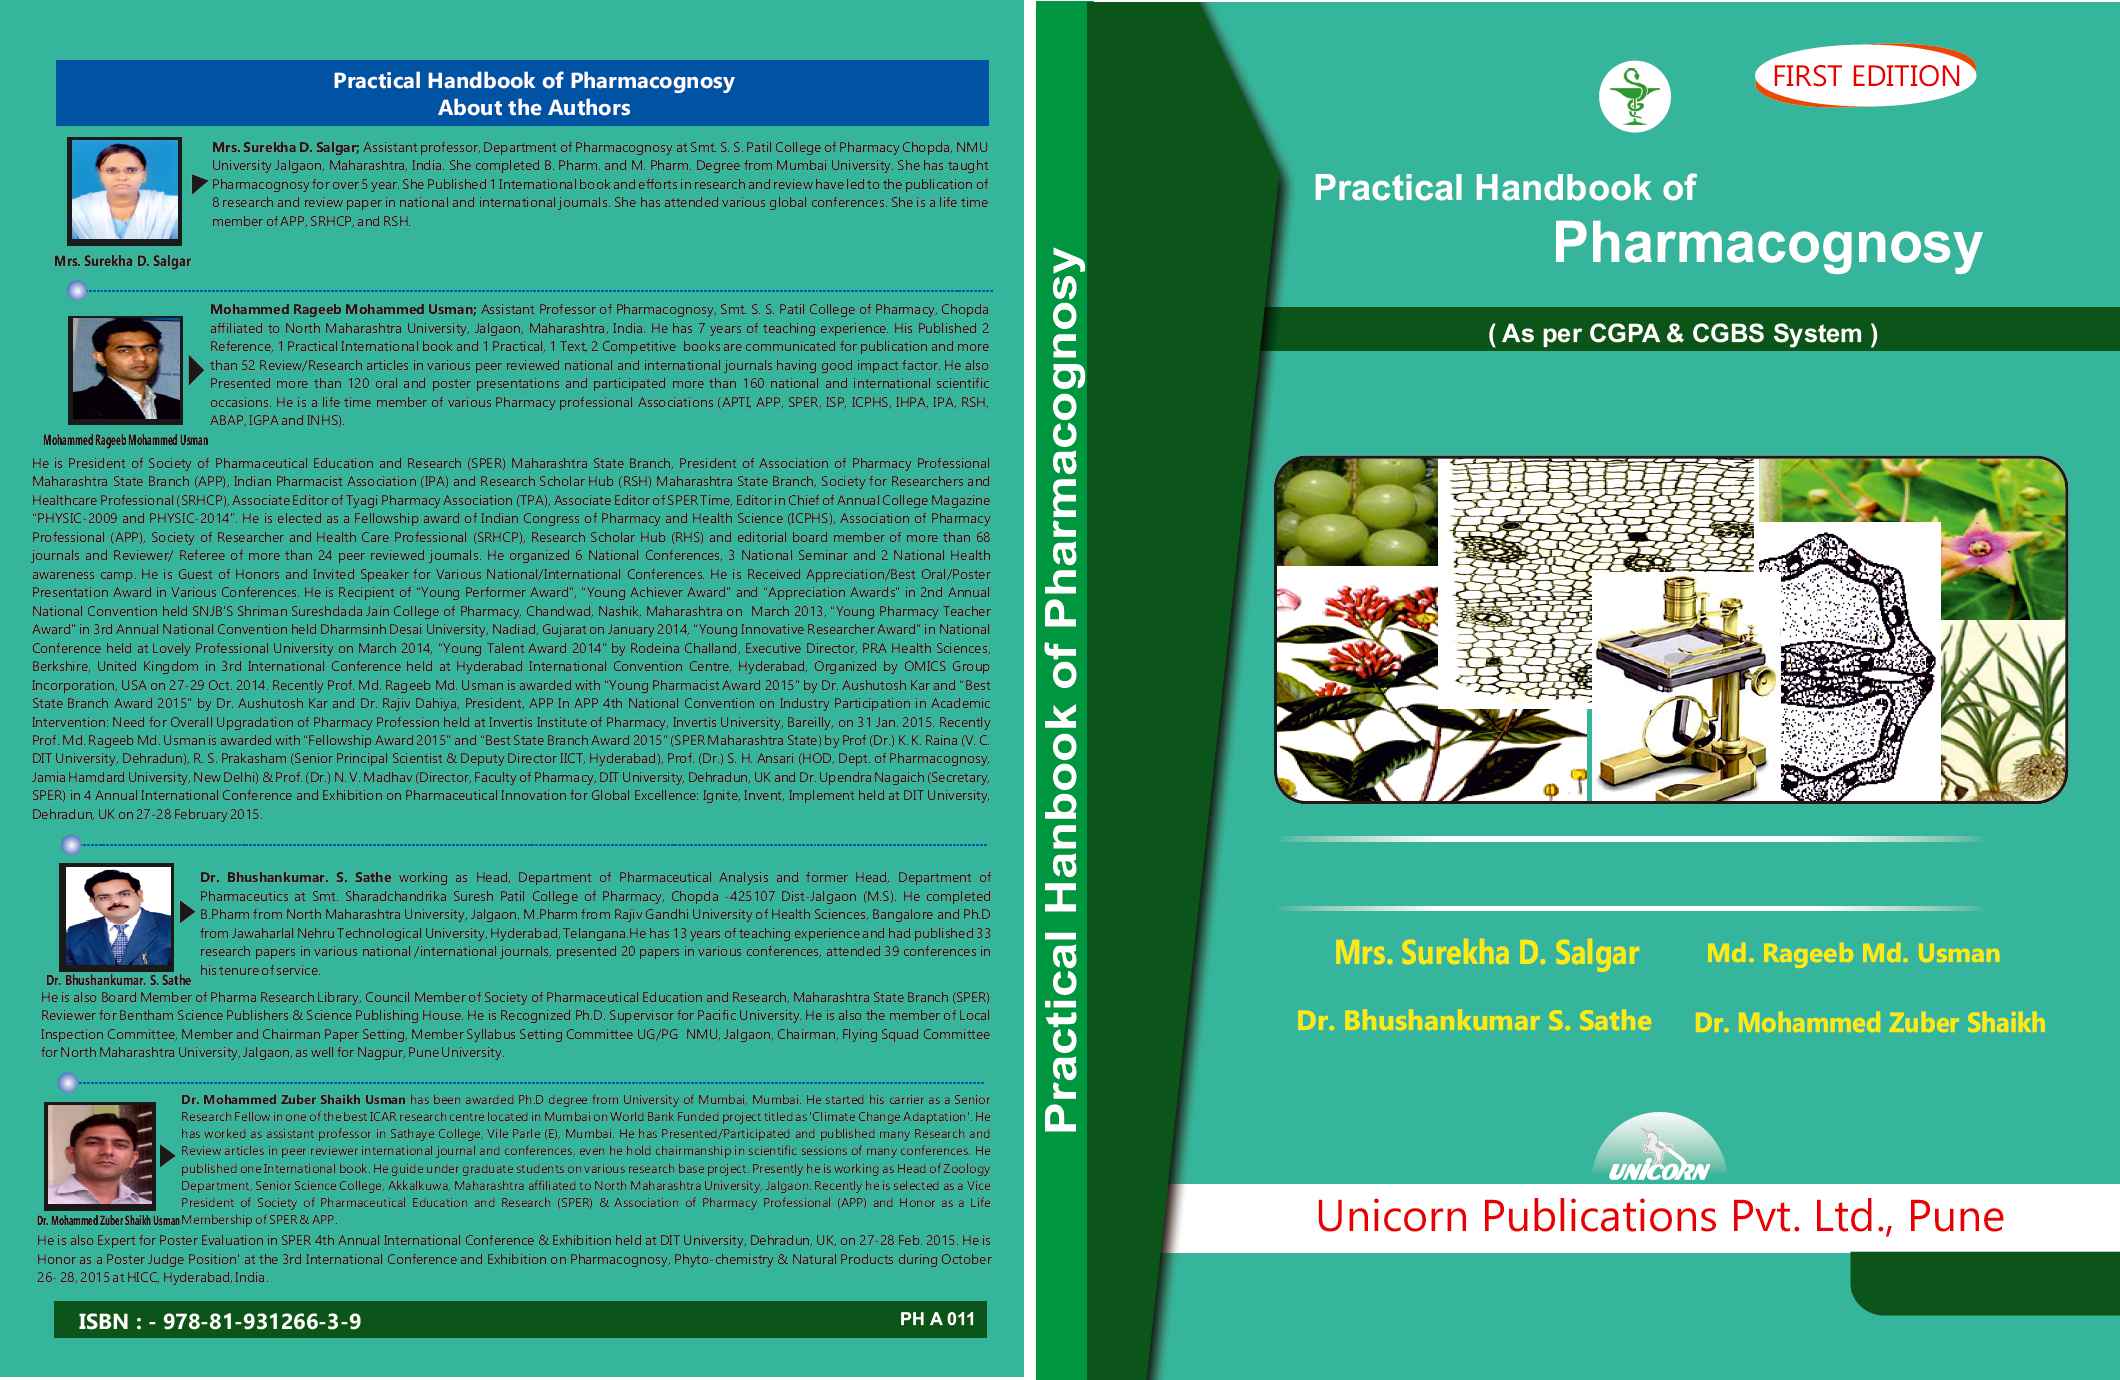 Practical Handbook of Pharmacognosy
About the Authors
Mrs. Surekha D. Salgar; Assistant professor, Department of Pharmacognosy at Smt. S. S. Patil College of Pharmacy Chopda, NMU
University Jalgaon, Maharashtra, India. She completed B. Pharm. and M. Pharm. Degree from Mumbai University. She has taught
Pharmacognosy for over 5 year. She Published 1 International book and efforts in research and review have led to the publication of
8 research and review paper in national and international journals. She has attended various global conferences. She is a life time
member of APP, SRHCP, and RSH.
Mrs. Surekha D. Salgar
Mohammed Rageeb Mohammed Usman; Assistant Professor of Pharmacognosy, Smt. S. S. Patil College of Pharmacy, Chopda
affiliated to North Maharashtra University, Jalgaon, Maharashtra, India. He has 7 years of teaching experience. His Published 2
Reference, 1 Practical International book and 1 Practical, 1 Text, 2 Competitive books are communicated for publication and more
than 52 Review/Research articles in various peer reviewed national and international journals having good impact factor. He also
Presented more than 120 oral and poster presentations and participated more than 160 national and international scientific
occasions. He is a life time member of various Pharmacy professional Associations (APTI, APP, SPER, ISP, ICPHS, IHPA, IPA, RSH,
ABAP, IGPA and INHS).
Mohammed Rageeb Mohammed Usman
He is President of Society of Pharmaceutical Education and Research (SPER) Maharashtra State Branch, President of Association of Pharmacy Professional
Maharashtra State Branch (APP), Indian Pharmacist Association (IPA) and Research Scholar Hub (RSH) Maharashtra State Branch, Society for Researchers and
Healthcare Professional (SRHCP), Associate Editor of Tyagi Pharmacy Association (TPA), Associate Editor of SPER Time, Editor in Chief of Annual College Magazine
"PHYSIC-2009 and PHYSIC-2014". He is elected as a Fellowship award of Indian Congress of Pharmacy and Health Science (ICPHS), Association of Pharmacy
Professional (APP), Society of Researcher and Health Care Professional (SRHCP), Research Scholar Hub (RHS) and editorial board member of more than 68
journals and Reviewer/ Referee of more than 24 peer reviewed journals. He organized 6 National Conferences, 3 National Seminar and 2 National Health
awareness camp. He is Guest of Honors and Invited Speaker for Various National/International Conferences. He is Received Appreciation/Best Oral/Poster
Presentation Award in Various Conferences. He is Recipient of "Young Performer Award", "Young Achiever Award" and "Appreciation Awards" in 2nd Annual
National Convention held SNJB'S Shriman Sureshdada Jain College of Pharmacy, Chandwad, Nashik, Maharashtra on March 2013, "Young Pharmacy Teacher
Award" in 3rd Annual National Convention held Dharmsinh Desai University, Nadiad, Gujarat on January 2014, "Young Innovative Researcher Award" in National
Conference held at Lovely Professional University on March 2014, "Young Talent Award 2014" by Rodeina Challand, Executive Director, PRA Health Sciences,
Berkshire, United Kingdom in 3rd International Conference held at Hyderabad International Convention Centre, Hyderabad, Organized by OMICS Group
Incorporation, USA on 27-29 Oct. 2014. Recently Prof. Md. Rageeb Md. Usman is awarded with "Young Pharmacist Award 2015" by Dr. Aushutosh Kar and "Best
State Branch Award 2015" by Dr. Aushutosh Kar and Dr. Rajiv Dahiya, President, APP In APP 4th National Convention on Industry Participation in Academic
Intervention: Need for Overall Upgradation of Pharmacy Profession held at Invertis Institute of Pharmacy, Invertis University, Bareilly, on 31 Jan. 2015. Recently
Prof. Md. Rageeb Md. Usman is awarded with "Fellowship Award 2015" and "Best State Branch Award 2015" (SPER Maharashtra State) by Prof (Dr.) K. K. Raina (V. C.
DIT University, Dehradun), R. S. Prakasham (Senior Principal Scientist & Deputy Director IICT, Hyderabad), Prof. (Dr.) S. H. Ansari (HOD, Dept. of Pharmacognosy,
Jamia Hamdard University, New Delhi) & Prof. (Dr.) N. V. Madhav (Director, Faculty of Pharmacy, DIT University, Dehradun, UK and Dr. Upendra Nagaich (Secretary,
SPER) in 4 Annual International Conference and Exhibition on Pharmaceutical Innovation for Global Excellence: Ignite, Invent, Implement held at DIT University,
Dehradun, UK on 27-28 February 2015.
Dr. Bhushankumar. S. Sathe working as Head, Department of Pharmaceutical Analysis and former Head, Department of
Pharmaceutics at Smt. Sharadchandrika Suresh Patil College of Pharmacy, Chopda -425107 Dist-Jalgaon (M.S). He completed
B.Pharm from North Maharashtra University, Jalgaon, M.Pharm from Rajiv Gandhi University of Health Sciences, Bangalore and Ph.D
from Jawaharlal Nehru Technological University, Hyderabad, Telangana.He has 13 years of teaching experience and had published 33
research papers in various national /international journals, presented 20 papers in various conferences, attended 39 conferences in
his tenure of service.
Dr. Bhushankumar. S. Sathe
He is also Board Member of Pharma Research Library, Council Member of Society of Pharmaceutical Education and Research, Maharashtra State Branch (SPER)
Reviewer for Bentham Science Publishers & Science Publishing House. He is Recognized Ph.D. Supervisor for Pacific University. He is also the member of Local
Inspection Committee, Member and Chairman Paper Setting, Member Syllabus Setting Committee UG/PG NMU, Jalgaon, Chairman, Flying Squad Committee
for North Maharashtra University, Jalgaon, as well for Nagpur, Pune University.
Dr. Mohammed Zuber Shaikh Usman has been awarded Ph.D degree from University of Mumbai, Mumbai. He started his carrier as a Senior
Research Fellow in one of the best ICAR research centre located in Mumbai on World Bank Funded project titled as 'Climate Change Adaptation'. He
has worked as assistant professor in Sathaye College, Vile Parle (E), Mumbai. He has Presented/Participated and published many Research and
Review articles in peer reviewer international journal and conferences, even he hold chairmanship in scientific sessions of many conferences. He
published one International book. He guide under graduate students on various research base project. Presently he is working as Head of Zoology
Department, Senior Science College, Akkalkuwa, Maharashtra affiliated to North Maharashtra University, Jalgaon. Recently he is selected as a Vice
President of Society of Pharmaceutical Education and Research (SPER) & Association of Pharmacy Professional (APP) and Honor as a Life
Membership of SPER & APP.
Dr. Mohammed Zuber Shaikh Usman
He is also Expert for Poster Evaluation in SPER 4th Annual International Conference & Exhibition held at DIT University, Dehradun, UK, on 27-28 Feb. 2015. He is
Honor as a Poster Judge Position' at the 3rd International Conference and Exhibition on Pharmacognosy, Phyto-chemistry & Natural Products during October
26- 28, 2015 at HICC, Hyderabad, India.
ISBN : - 978-81-931266-3-9
PH A 011
Practical Hanbook of Pharmacognosy
FIRST EDITION
Practical Handbook of
Pharmacognosy
( As per CGPA & CGBS System )
Mrs. Surekha D. Salgar
Md. Rageeb Md. Usman
Dr. Bhushankumar S. Sathe
Dr. Mohammed Zuber Shaikh
UNICORN
Unicorn Publications Pvt. Ltd., Pune